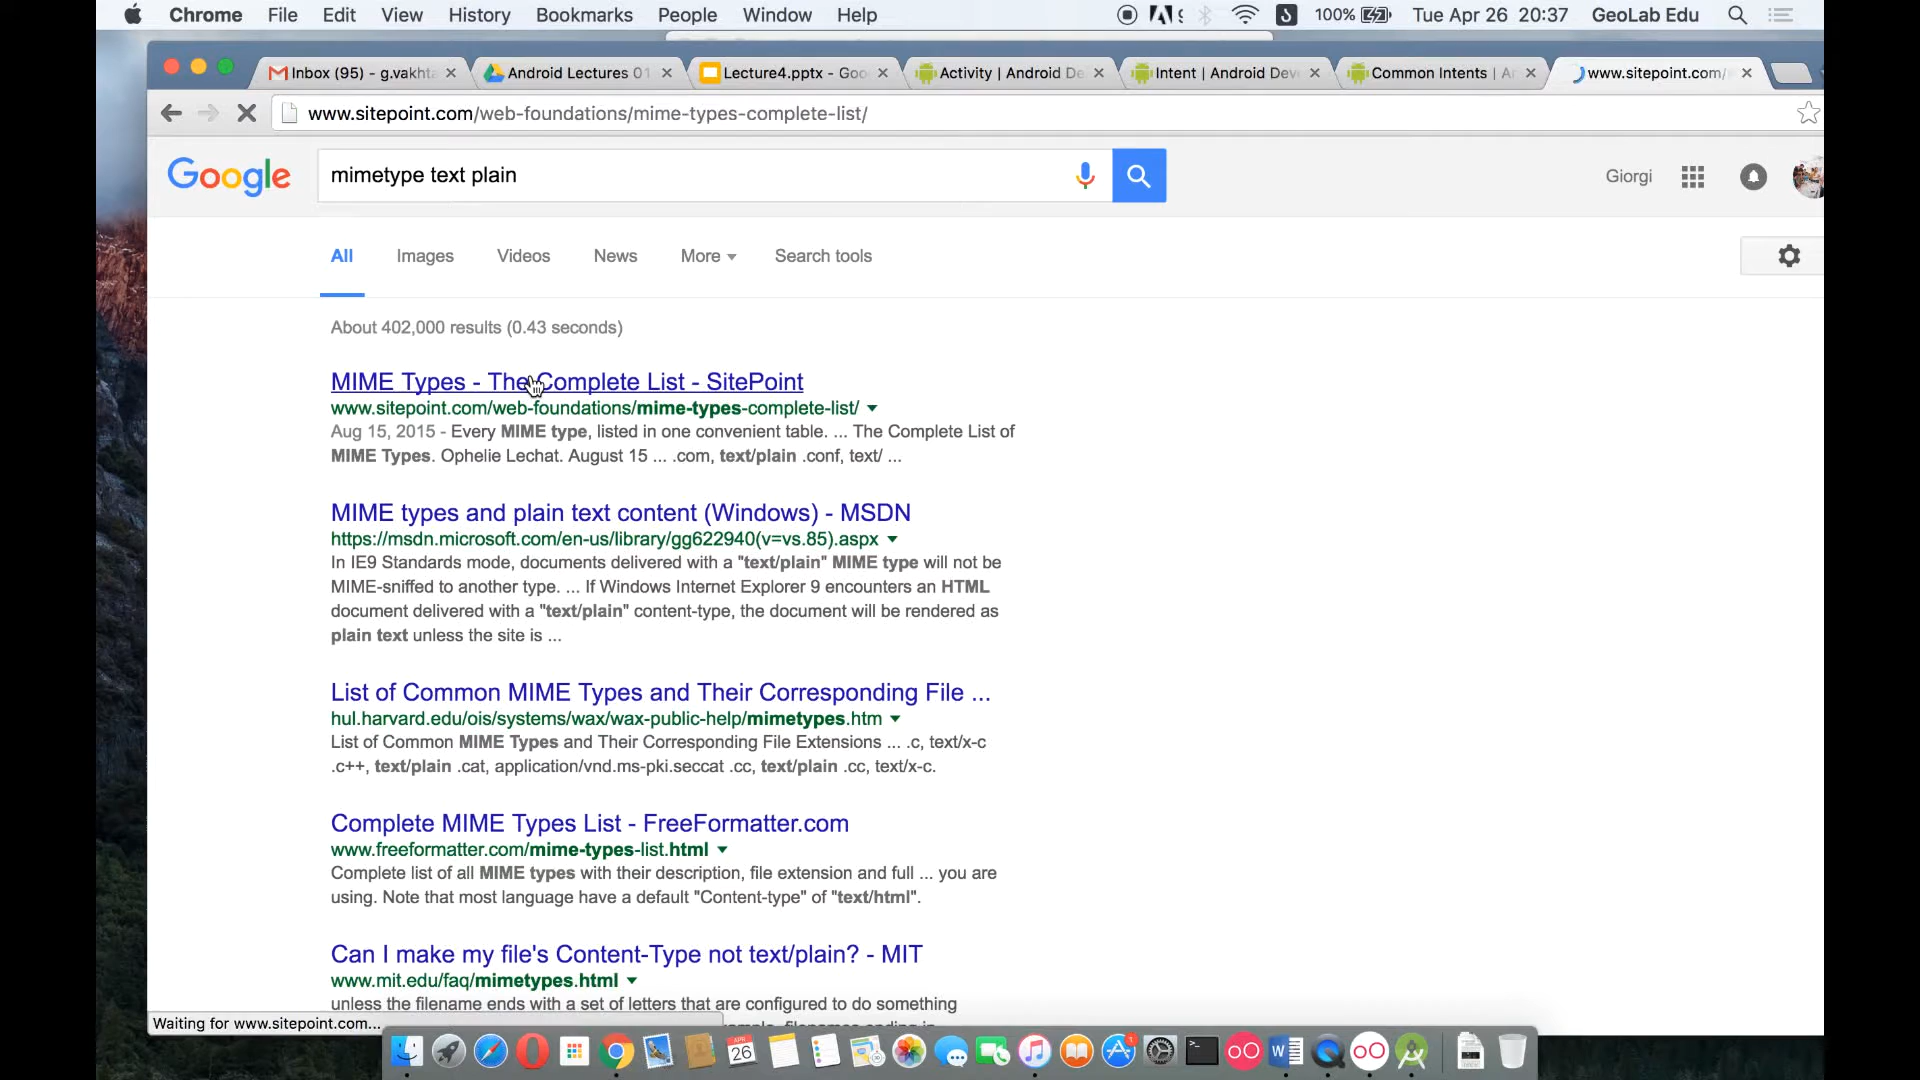 Chrome File Edit View History Bookmarks People Window Help 100% Tue Apr 26 20:37 GeoLab Edu
Inbox (95) - g.vakhta Android Lectures 01 Lecture4.pptx - Goo Activity | Android De Intent | Android Dev Common Intents | A www.sitepoint.com/
www.sitepoint.com/web-foundations/mime-types-complete-list/
Google mimetype text plain Giorgi
All Images Videos News More Search tools
About 402,000 results (0.43 seconds)
MIME Types - The Complete List - SitePoint
www.sitepoint.com/web-foundations/mime-types-complete-list/
Aug 15, 2015 - Every MIME type, listed in one convenient table. ... The Complete List of
MIME Types. Ophelie Lechat. August 15 ... .com, text/plain .conf, text/ ...
MIME types and plain text content (Windows) - MSDN
https://msdn.microsoft.com/en-us/library/gg622940(v=vs.85).aspx
In IE9 Standards mode, documents delivered with a "text/plain" MIME type will not be
MIME-sniffed to another type. ... If Windows Internet Explorer 9 encounters an HTML
document delivered with a "text/plain" content-type, the document will be rendered as
plain text unless the site is ...
List of Common MIME Types and Their Corresponding File ...
hul.harvard.edu/ois/systems/wax/wax-public-help/mimetypes.htm
List of Common MIME Types and Their Corresponding File Extensions ... .c, text/x-c
.c++, text/plain .cat, application/vnd.ms-pki.seccat .cc, text/plain .cc, text/x-c.
Complete MIME Types List - FreeFormatter.com
www.freeformatter.com/mime-types-list.html
Complete list of all MIME types with their description, file extension and full ... you are
using. Note that most language have a default "Content-type" of "text/html".
Can I make my file's Content-Type not text/plain? - MIT
www.mit.edu/faq/mimetypes.html
unless the filename ends with a set of letters that are configured to do something
Waiting for www.sitepoint.com...
26
1